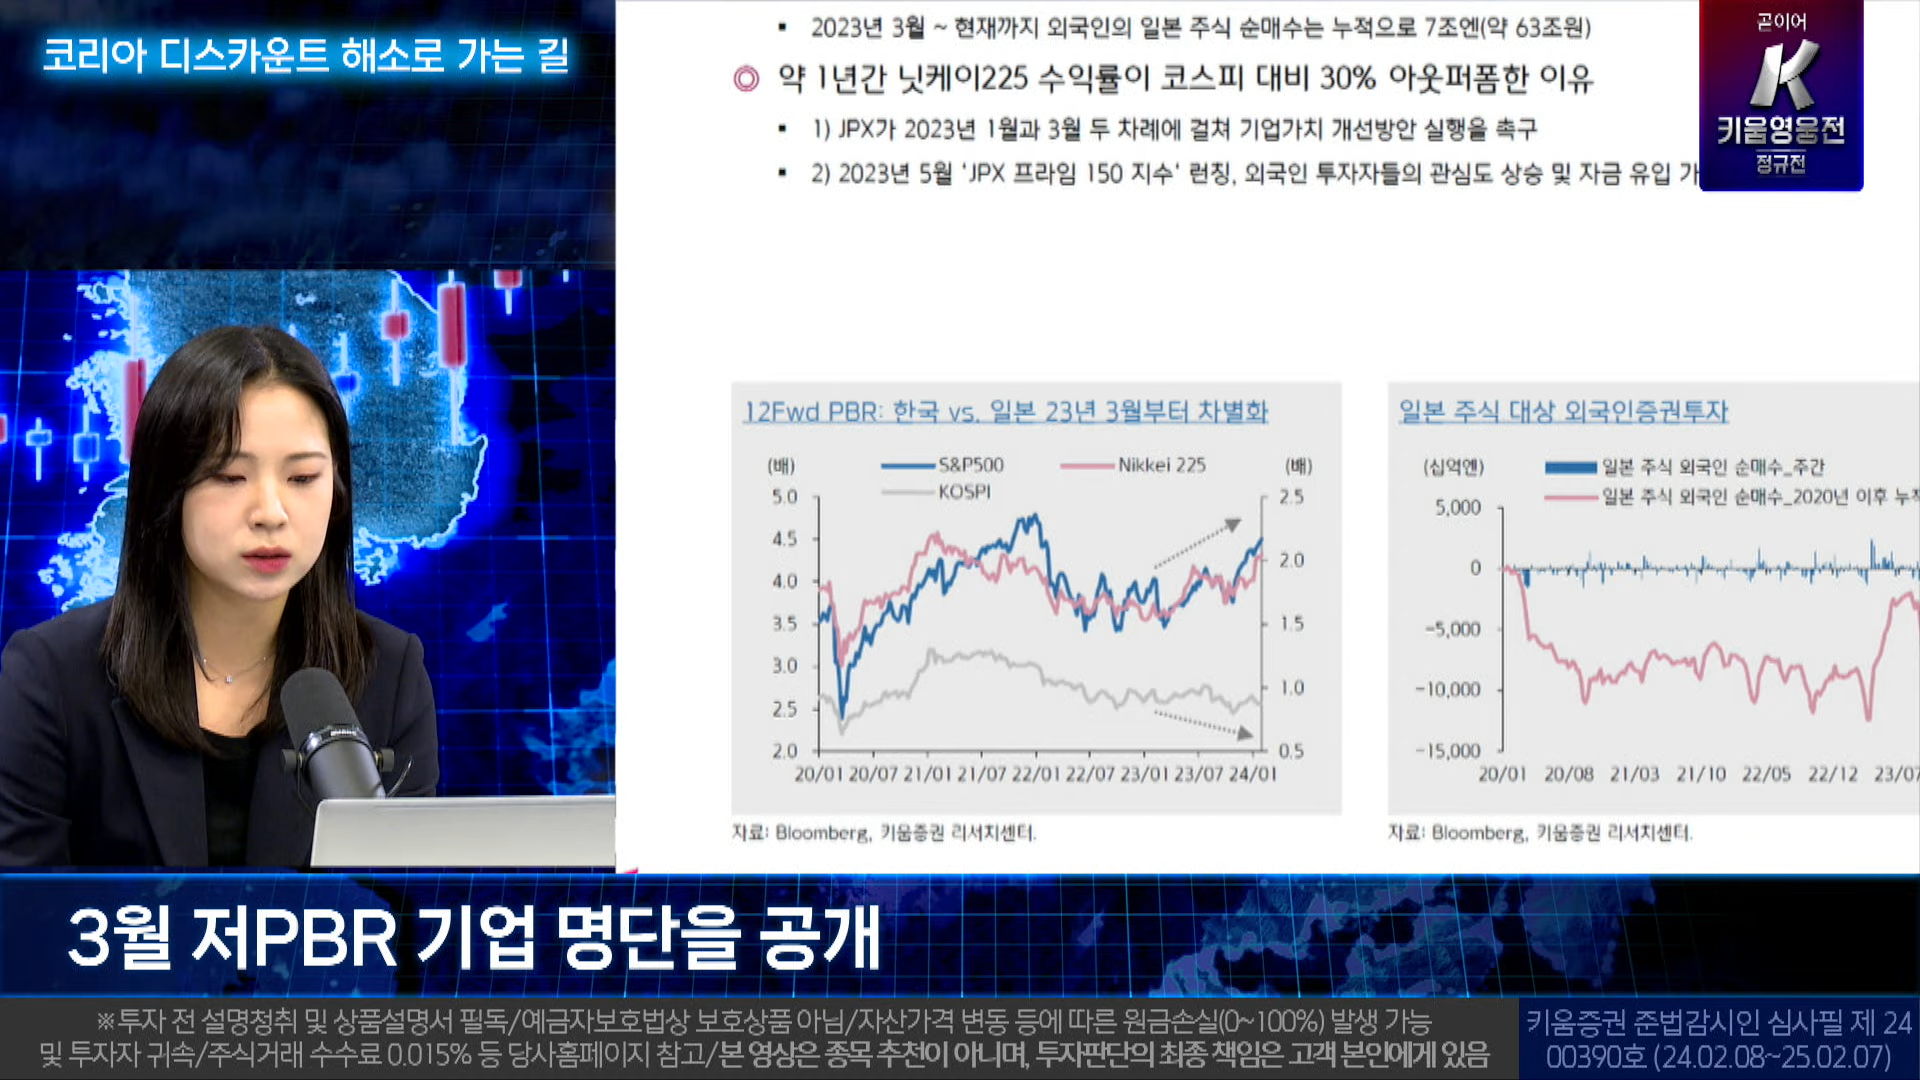 코리아 디스카운트 해소로 가는 길
▪ 2023년 3월 ~ 현재까지 외국인의 일본 주식 순매수는 누적으로 7조엔(약 63조원)
◎ 약 1년간 닛케이225 수익률이 코스피 대비 30% 아웃퍼폼한 이유
▪ 1) JPX가 2023년 1월과 3월 두 차례에 걸쳐 기업가치 개선방안 실행을 촉구
▪ 2) 2023년 5월 ‘JPX 프라임 150 지수‘ 런칭, 외국인 투자자들의 관심도 상승 및 자금 유입 가
곧이어
K
키움영웅전
정규전
12Fwd PBR: 한국 vs. 일본 23년 3월부터 차별화
(배) S&P500 Nikkei 225 (배)
KOSPI
5.0 2.5
4.5
4.0 2.0
3.5 1.5
3.0
2.5 1.0
2.0 0.5
20/01 20/07 21/01 21/07 22/01 22/07 23/01 23/07 24/01
자료: Bloomberg, 키움증권 리서치센터.
일본 주식 대상 외국인증권투자
(십억엔) 일본 주식 외국인 순매수_주간
일본 주식 외국인 순매수_2020년 이후 누적
5,000
0
-5,000
-10,000
-15,000
20/01 20/08 21/03 21/10 22/05 22/12 23/07
자료: Bloomberg, 키움증권 리서치센터.
3월 저PBR 기업 명단을 공개
※투자 전 설명청취 및 상품설명서 필독/예금자보호법상 보호상품 아님/자산가격 변동 등에 따른 원금손실(0~100%) 발생 가능
및 투자자 귀속/주식거래 수수료 0.015% 등 당사홈페이지 참고/본 영상은 종목 추천이 아니며, 투자판단의 최종 책임은 고객 본인에게 있음
키움증권 준법감시인 심사필 제 24
00390호 (24.02.08~25.02.07)